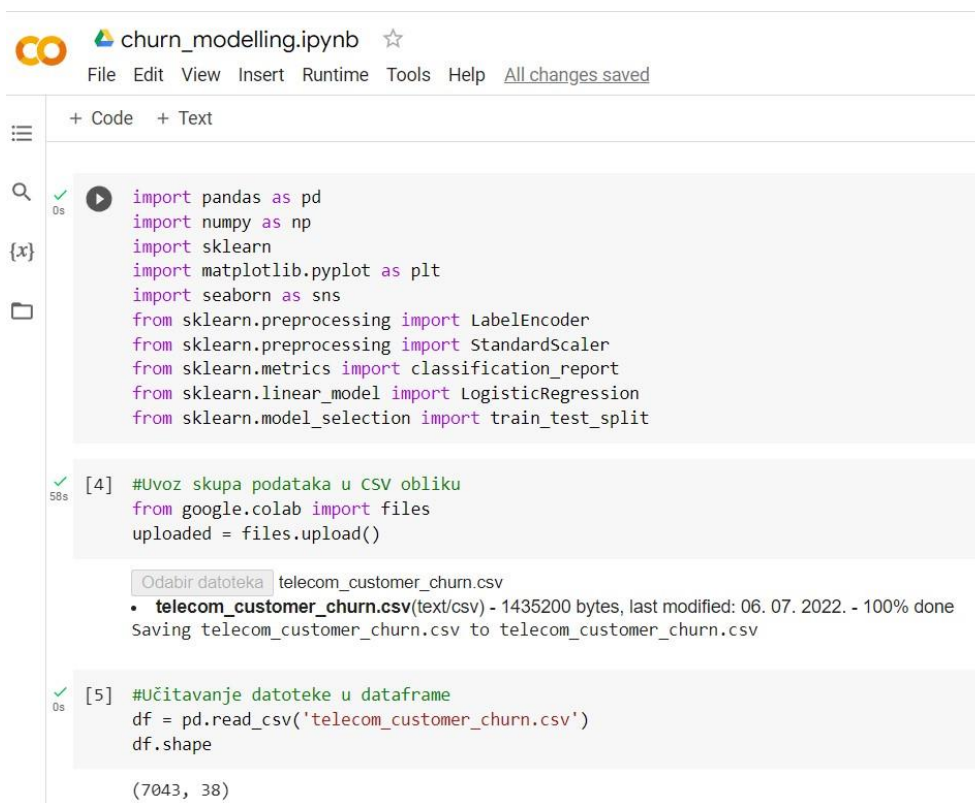 churn_modelling.ipynb
File Edit View Insert Runtime Tools Help All changes saved
+ Code + Text
0s
import pandas as pd
import numpy as np
import sklearn
import matplotlib.pyplot as plt
import seaborn as sns
from sklearn.preprocessing import LabelEncoder
from sklearn.preprocessing import StandardScaler
from sklearn.metrics import classification_report
from sklearn.linear_model import LogisticRegression
from sklearn.model_selection import train_test_split
{x}
58s [4] #Uvoz skupa podataka u CSV obliku
from google.colab import files
uploaded = files.upload()
Odabir datoteka telecom_customer_churn.csv
• telecom_customer_churn.csv(text/csv) - 1435200 bytes, last modified: 06. 07. 2022. - 100% done
Saving telecom_customer_churn.csv to telecom_customer_churn.csv
0s [5] #Učitavanje datoteke u dataframe
df = pd.read_csv('telecom_customer_churn.csv')
df.shape
(7043, 38)